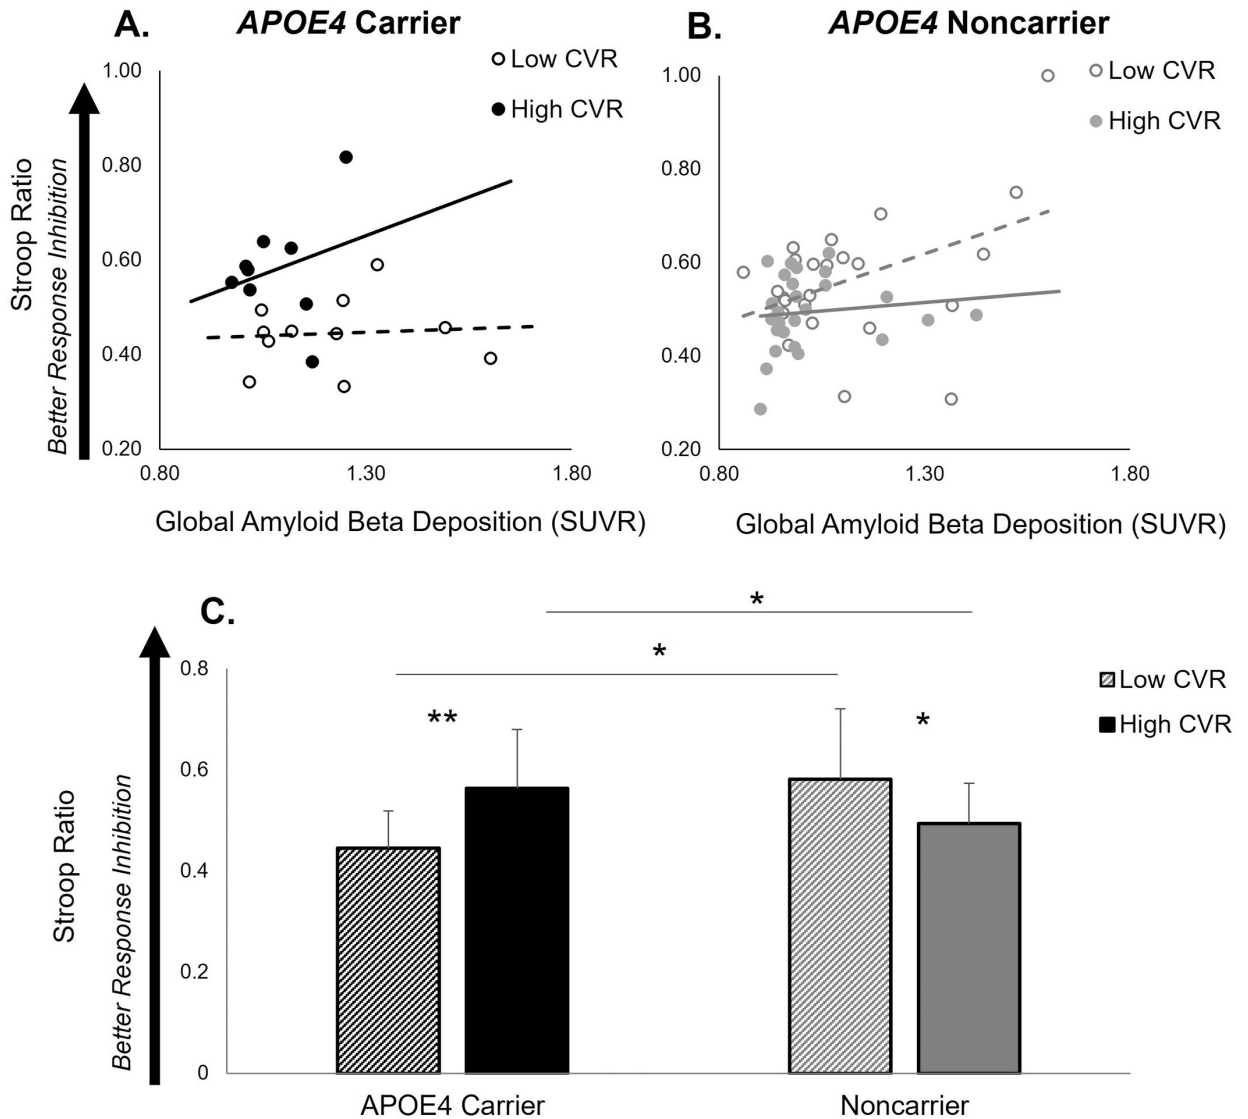 A.
APOE4 Carrier
Low CVR
High CVR
1.00
0.80
0.60
0.40
0.20
0.80
1.30
1.80
Stroop Ratio
Better Response Inhibition
Global Amyloid Beta Deposition (SUVR)
B.
APOE4 Noncarrier
Low CVR
High CVR
1.00
0.80
0.60
0.40
0.20
0.80
1.30
1.80
Global Amyloid Beta Deposition (SUVR)
C.
*
*
**
*
Low CVR
High CVR
0.8
0.6
0.4
0.2
0
Stroop Ratio
Better Response Inhibition
APOE4 Carrier
Noncarrier